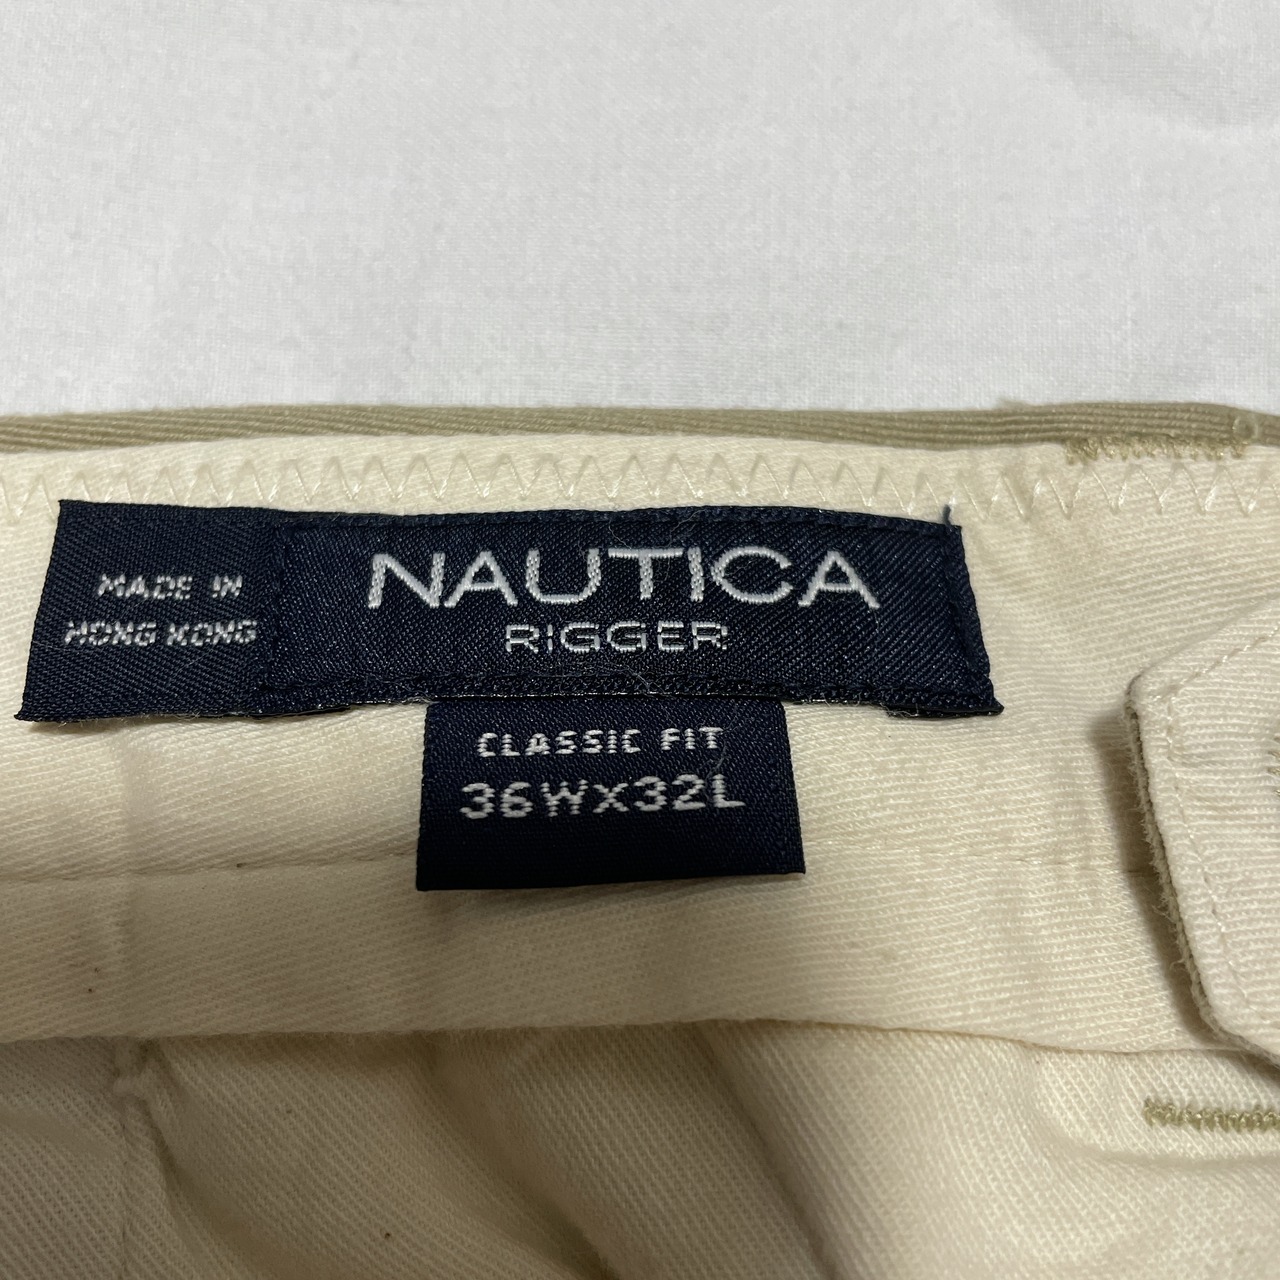 MADE IN
HONG KONG
NAUTICA
RIGGER
CLASSIC FIT
36WX32L